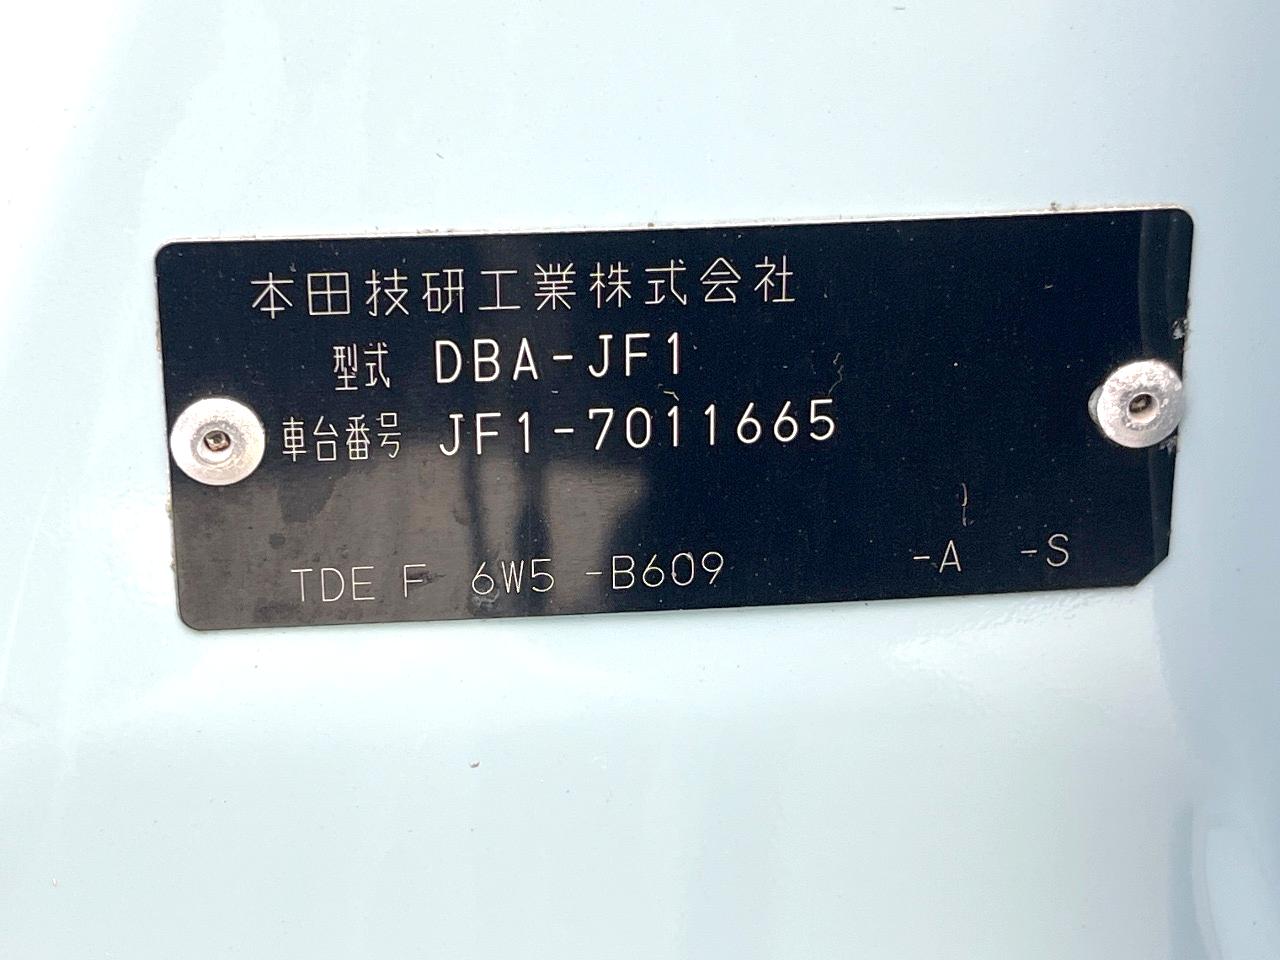 本田技研工業株式会社
型式 DBA-JF1
車台番号 JF1-7011665
TDE F 6W5 -B609 -A -S